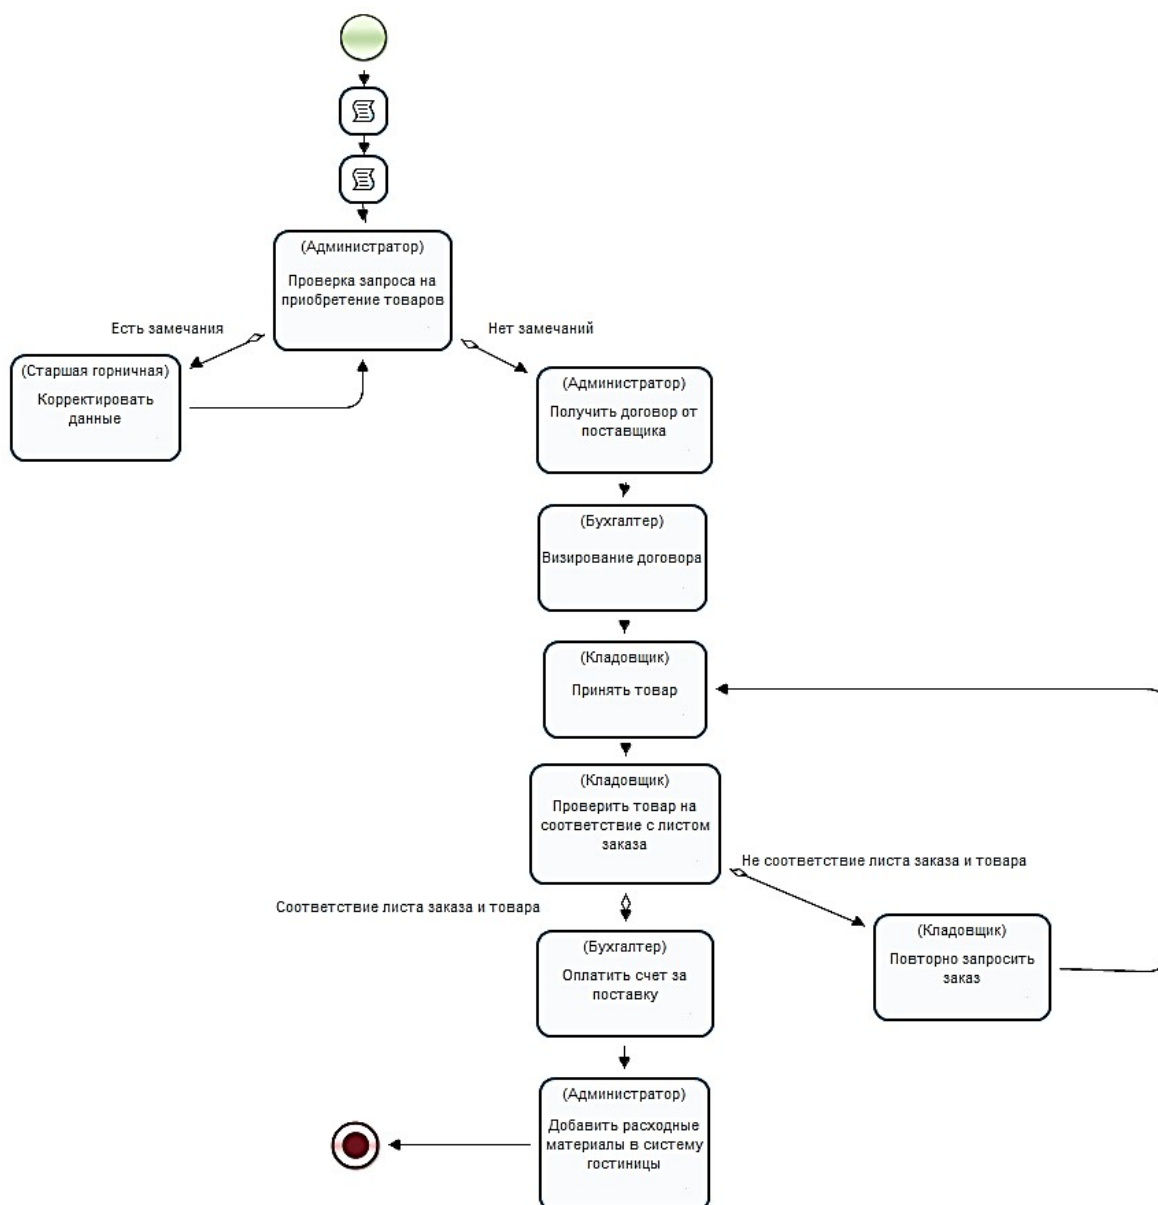 (Администратор)
Проверка запроса на
приобретение товаров
Есть замечания
Нет замечаний
(Старшая горничная)
Корректировать
данные
(Администратор)
Получить договор от
поставщика
(Бухгалтер)
Визирование договора
(Кладовщик)
Принять товар
(Кладовщик)
Проверить товар на
соответствие с листом
заказа
Не соответствие листа заказа и товара
Соответствие листа заказа и товара
(Кладовщик)
Повторно запросить
заказ
(Бухгалтер)
Оплатить счет за
поставку
(Администратор)
Добавить расходные
материалы в систему
гостиницы